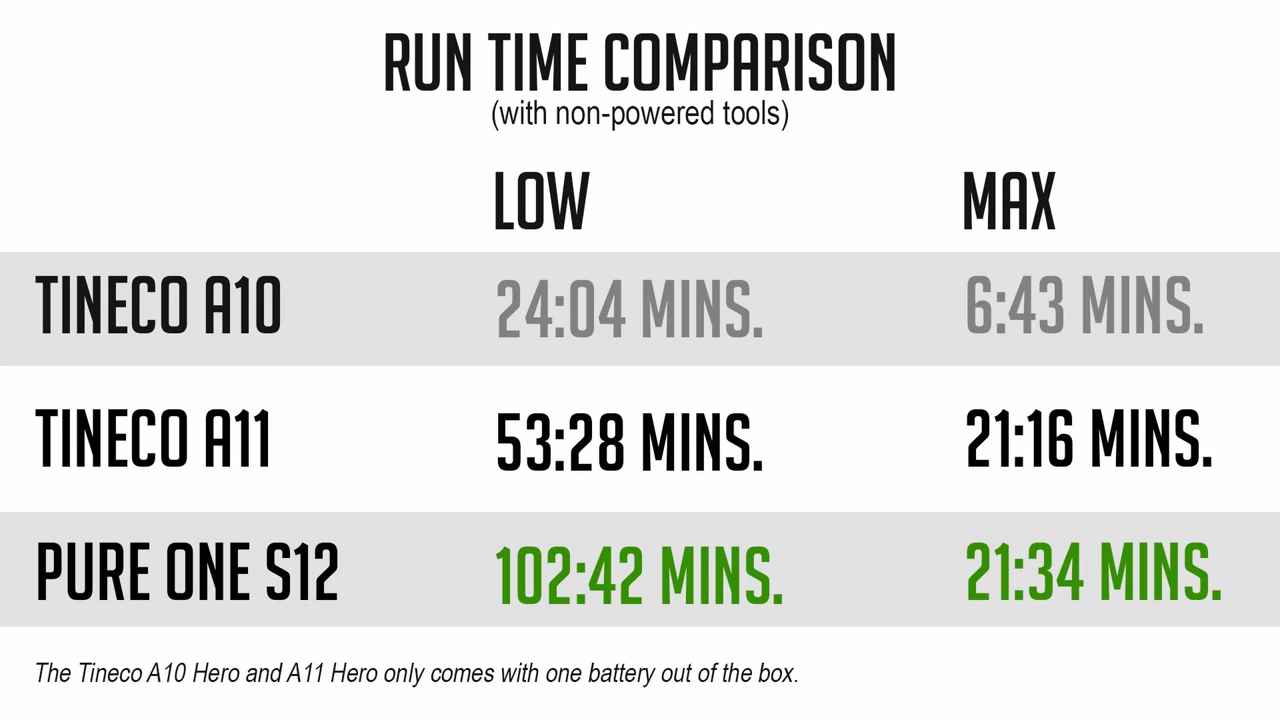 RUN TIME COMPARISON
(with non-powered tools)
LOW MAX
TINECO A10 24:04 MINS. 6:43 MINS.
TINECO A11 53:28 MINS. 21:16 MINS.
PURE ONE S12 102:42 MINS. 21:34 MINS.
The Tineco A10 Hero and A11 Hero only comes with one battery out of the box.